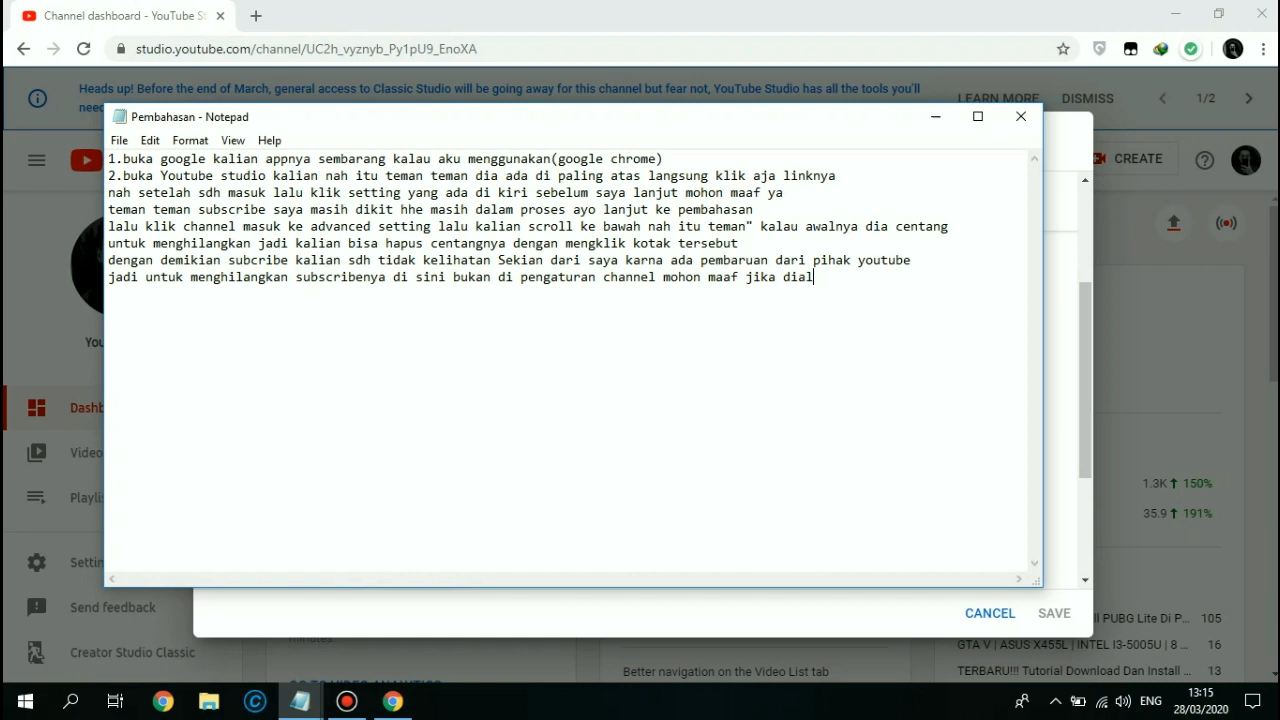 Channel dashboard - YouTube St
studio.youtube.com/channel/UC2h_vyznyb_Py1pU9_EnoXA
Heads up! Before the end of March, general access to Classic Studio will be going away for this channel but fear not, YouTube Studio has all the tools you'll
LEARN MORE DISMISS 1/2
Pembahasan - Notepad
File Edit Format View Help
CREATE
1.buka google kalian appnya sembarang kalau aku menggunakan(google chrome)
2.buka Youtube studio kalian nah itu teman teman dia ada di paling atas langsung klik aja linknya
nah setelah sdh masuk lalu klik setting yang ada di kiri sebelum saya lanjut mohon maaf ya
teman teman subscribe saya masih dikit hhe masih dalam proses ayo lanjut ke pembahasan
lalu klik channel masuk ke advanced setting lalu kalian scroll ke bawah nah itu teman" kalau awalnya dia centang
untuk menghilangkan jadi kalian bisa hapus centangnya dengan mengklik kotak tersebut
dengan demikian subcribe kalian sdh tidak kelihatan Sekian dari saya karna ada pembaruan dari pihak youtube
jadi untuk menghilangkan subscribenya di sini bukan di pengaturan channel mohon maaf jika dial
You
Dashb
Video
Playlis
Settin
Send feedback
Creator Studio Classic
1.3K 150%
35.9 191%
CANCEL SAVE
ll PUBG Lite Di P... 105
GTA V | ASUS X455L | INTEL I3-5005U | 8 ... 16
TERBARU!!! Tutorial Download Dan Install ... 13
Better navigation on the Video List tab
ENG
13:15
28/03/2020